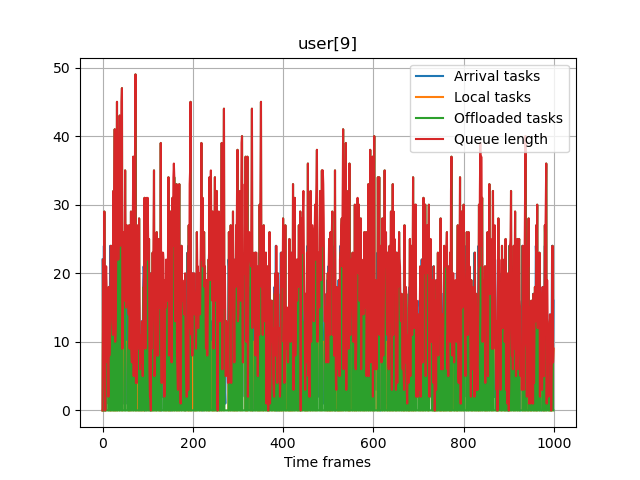 user[9]
50
40
30
20
10
0
Arrival tasks
Local tasks
Offloaded tasks
Queue length
0 200 400 600 800 1000
Time frames